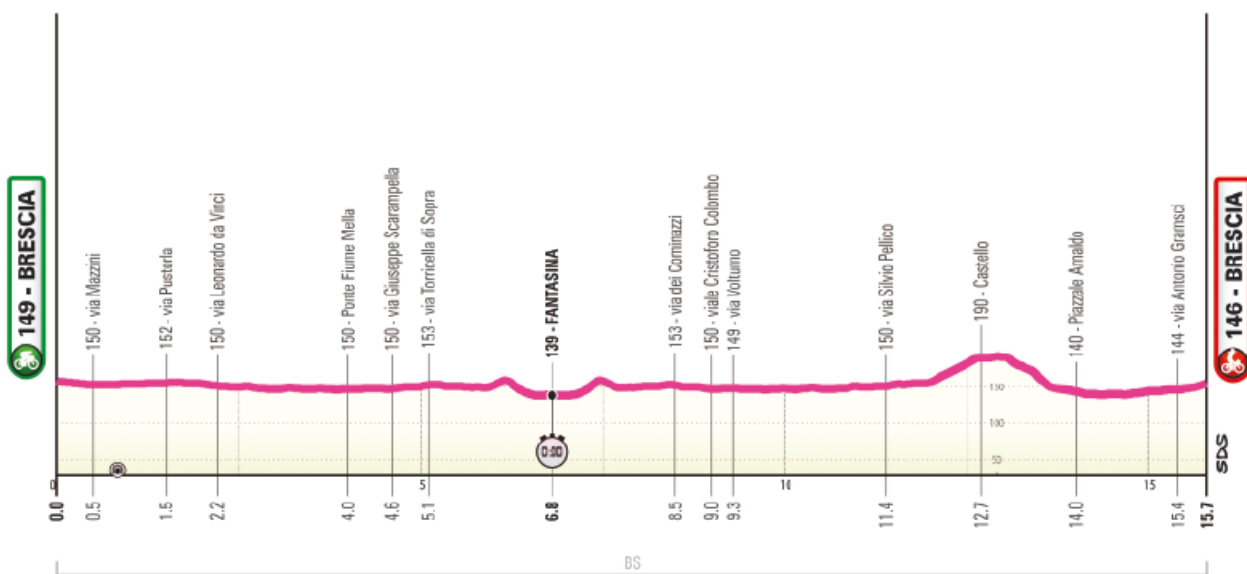 149 - BRESCIA
150 - via Mazzini
152 - via Pusterla
150 - via Leonardo da Vinci
150 - Ponte Fiume Mella
150 - via Giuseppe Scarampella
153 - via Torricella di Sopra
139 - FANTASINA
153 - via dei Cominazzi
150 - viale Cristoforo Colombo
149 - via Volturno
150 - via Silvio Pellico
190 - Castello
140 - Piazzale Arnaldo
144 - via Antonio Gramsci
146 - BRESCIA
150
100
50
0:00
SDS
0 5 10 15
0.0 0.5 1.5 2.2 4.0 4.6 5.1 6.8 8.5 9.0 9.3 11.4 12.7 14.0 15.4 15.7
BS